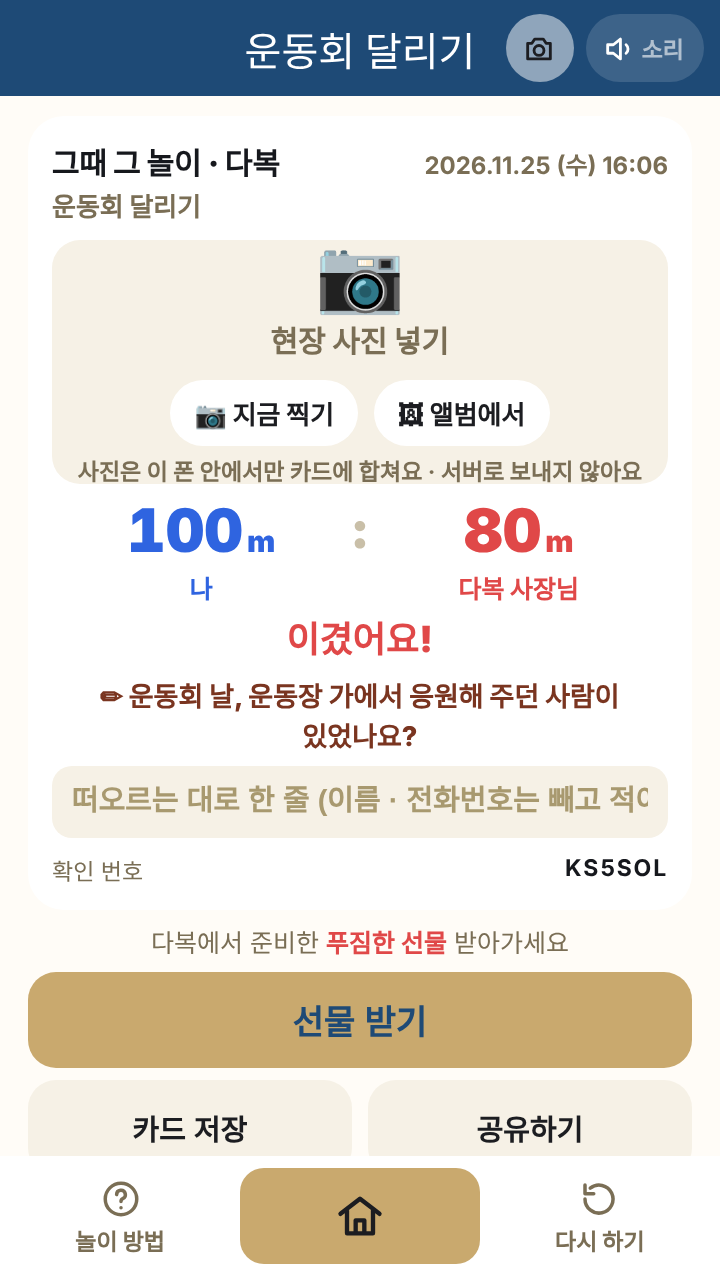 운동회 달리기
소리
그때 그 놀이 · 다복
2026.11.25 (수) 16:06
운동회 달리기
현장 사진 넣기
지금 찍기
앨범에서
사진은 이 폰 안에서만 카드에 합쳐요 · 서버로 보내지 않아요
100m : 80m
나
다복 사장님
이겼어요!
✏ 운동회 날, 운동장 가에서 응원해 주던 사람이
있었나요?
떠오르는 대로 한 줄 (이름 · 전화번호는 빼고
확인 번호
KS5SOL
다복에서 준비한 푸짐한 선물 받아가세요
선물 받기
카드 저장
공유하기
놀이 방법
다시 하기